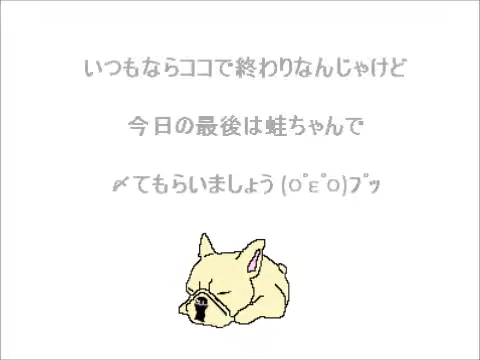 いつもならココで終わりなんじゃけど
今日の最後は蛙ちゃんで
〆てもらいましょう (oﾟεﾟo)ﾌﾟｯ